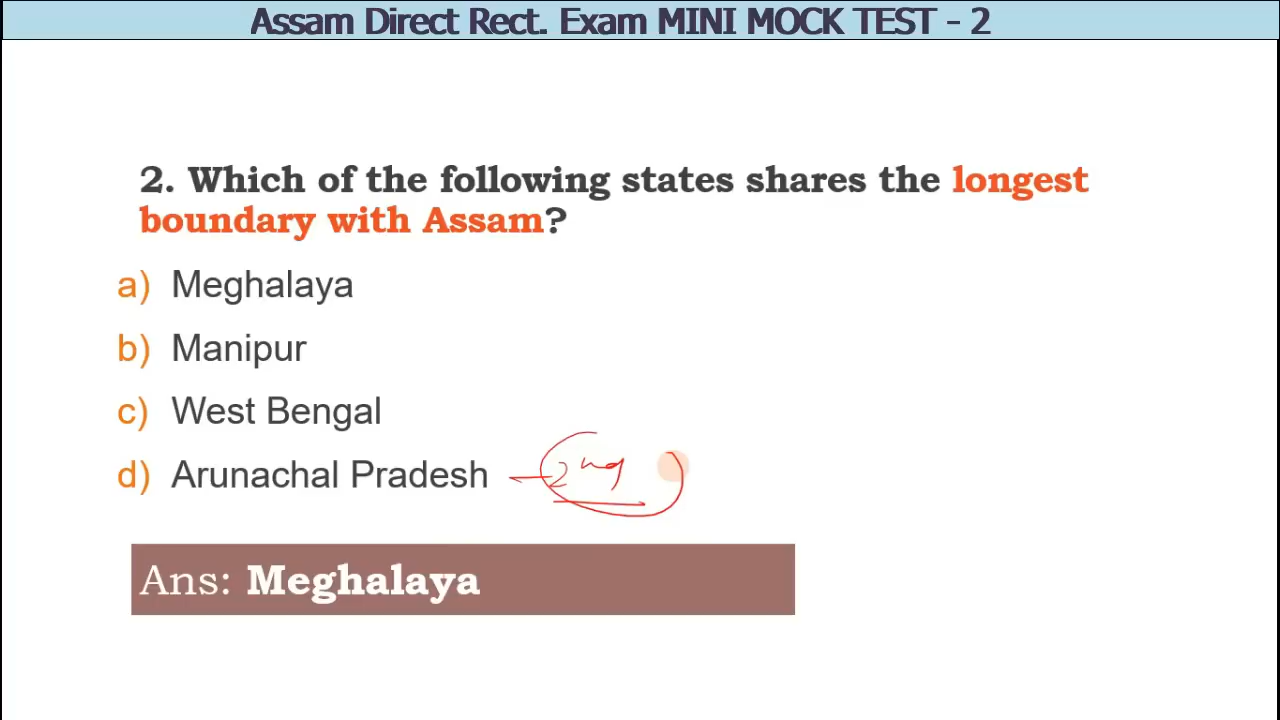 Assam Direct Rect. Exam MINI MOCK TEST - 2
2. Which of the following states shares the longest
boundary with Assam?
a) Meghalaya
b) Manipur
c) West Bengal
d) Arunachal Pradesh 2nd
Ans: Meghalaya